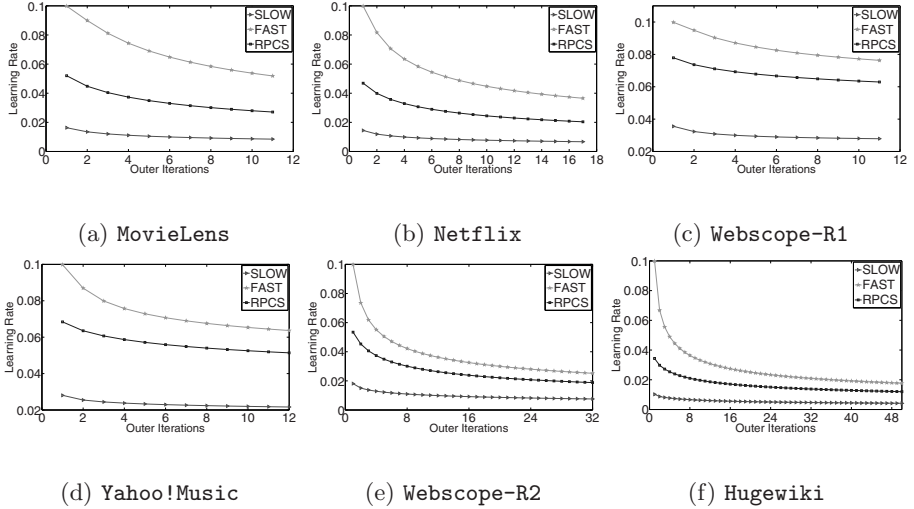 0.1
0.08
0.06
0.04
0.02
0
Learning Rate
0 2 4 6 8 10 12
Outer Iterations
SLOW
FAST
RPCS
(a) MovieLens
0.1
0.08
0.06
0.04
0.02
0
Learning Rate
0 2 4 6 8 10 12 14 16 18
Outer Iterations
SLOW
FAST
RPCS
(b) Netflix
0.1
0.08
0.06
0.04
0.02
Learning Rate
0 2 4 6 8 10 12
Outer Iterations
SLOW
FAST
RPCS
(c) Webscope-R1
0.1
0.08
0.06
0.04
0.02
Learning Rate
0 2 4 6 8 10 12
Outer Iterations
SLOW
FAST
RPCS
(d) Yahoo!Music
0.1
0.08
0.06
0.04
0.02
0
Learning Rate
0 8 16 24 32
Outer Iterations
SLOW
FAST
RPCS
(e) Webscope-R2
0.1
0.08
0.06
0.04
0.02
0
Learning Rate
0 8 16 24 32 40 48
Outer Iterations
SLOW
FAST
RPCS
(f) Hugewiki